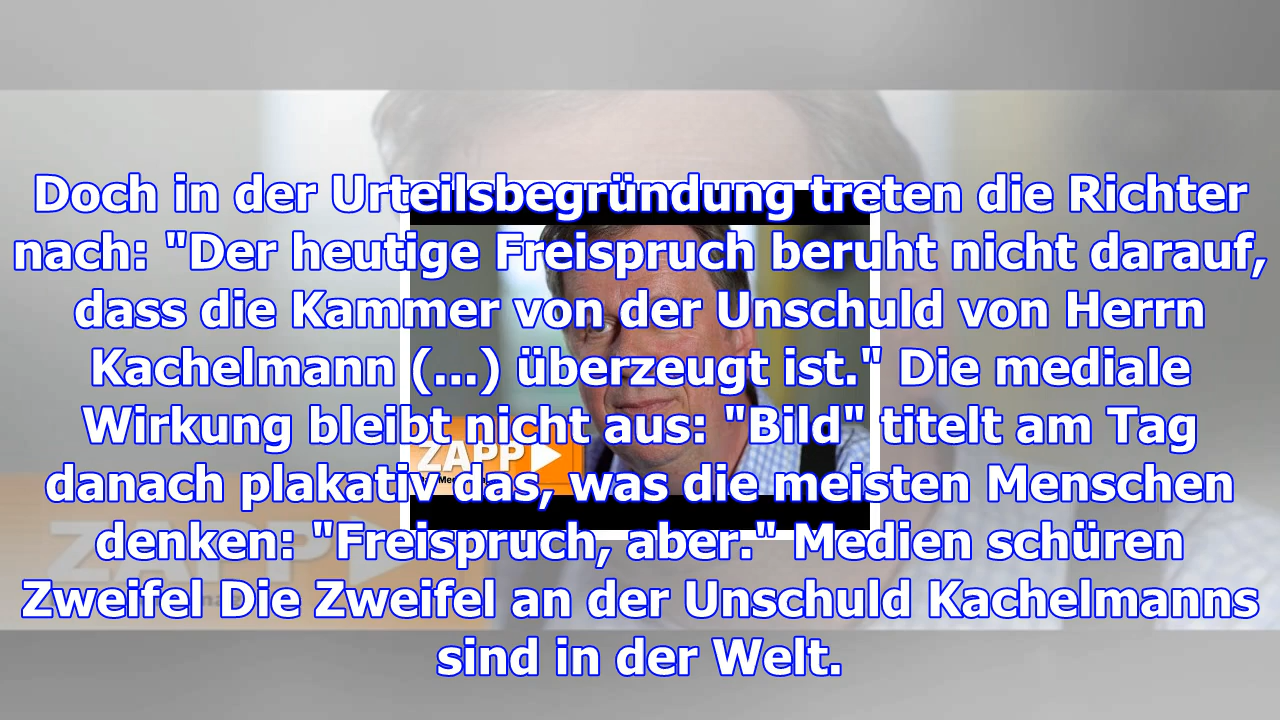 Doch in der Urteilsbegründung treten die Richter
nach: "Der heutige Freispruch beruht nicht darauf,
dass die Kammer von der Unschuld von Herrn
Kachelmann (...) überzeugt ist." Die mediale
Wirkung bleibt nicht aus: "Bild" titelt am Tag
danach plakativ das, was die meisten Menschen
denken: "Freispruch, aber." Medien schüren
Zweifel Die Zweifel an der Unschuld Kachelmanns
sind in der Welt.
ZAPP
ZAPP